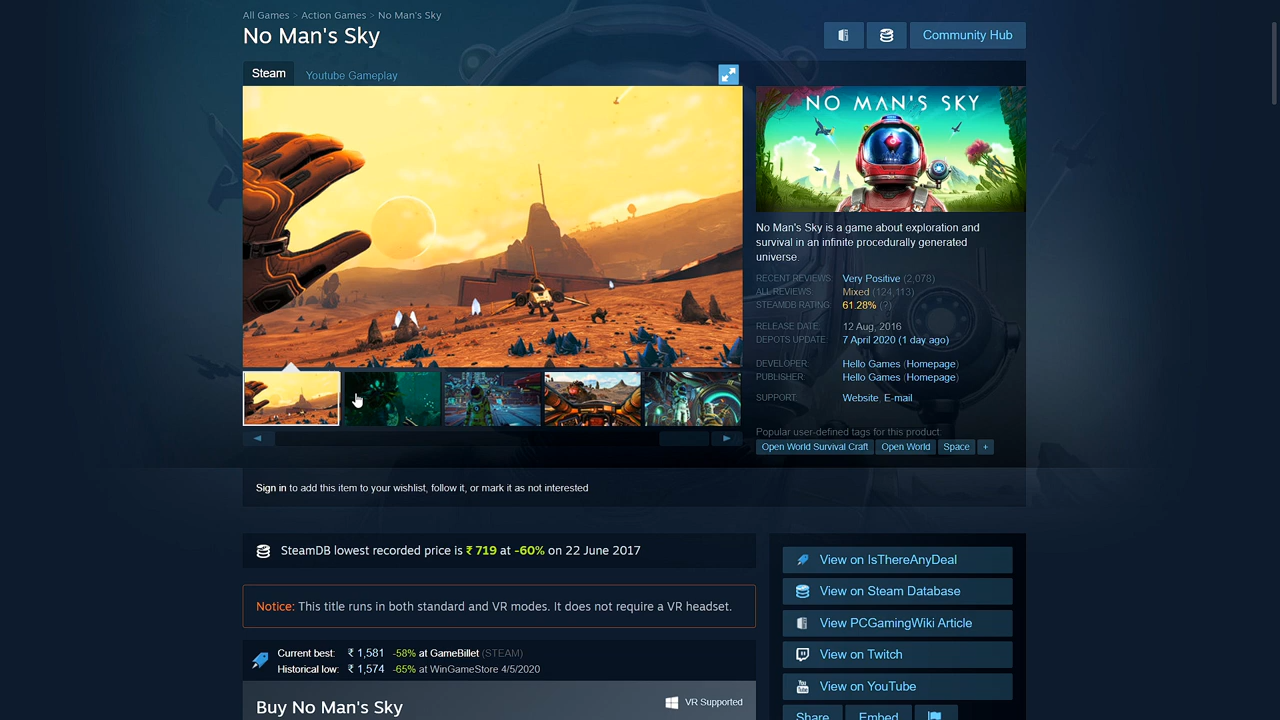 All Games > Action Games > No Man's Sky
No Man's Sky
Community Hub
Steam
Youtube Gameplay
NO MAN'S SKY
No Man's Sky is a game about exploration and
survival in an infinite procedurally generated
universe.
RECENT REVIEWS: Very Positive (2,078)
ALL REVIEWS: Mixed (124,113)
STEAMDB RATING: 61.28% (?)
RELEASE DATE: 12 Aug, 2016
DEPOTS UPDATE: 7 April 2020 (1 day ago)
DEVELOPER: Hello Games (Homepage)
PUBLISHER: Hello Games (Homepage)
SUPPORT: Website, E-mail
Popular user-defined tags for this product:
Open World Survival Craft Open World Space +
Sign in to add this item to your wishlist, follow it, or mark it as not interested
SteamDB lowest recorded price is ₹ 719 at -60% on 22 June 2017
Notice: This title runs in both standard and VR modes. It does not require a VR headset.
Current best: ₹ 1,581 -58% at GameBillet (STEAM)
Historical low: ₹ 1,574 -65% at WinGameStore 4/5/2020
Buy No Man's Sky
VR Supported
View on IsThereAnyDeal
View on Steam Database
View PCGamingWiki Article
View on Twitch
You Tube
View on YouTube
Share Embed